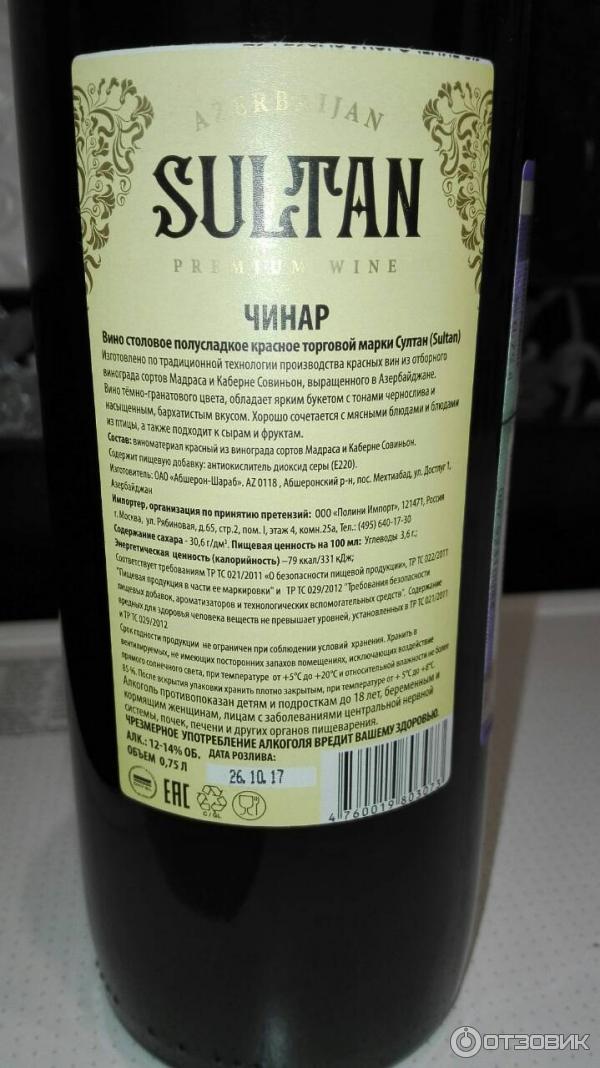 AZERBAIJAN
SULTAN
PREMIUM WINE
ЧИНАР
Вино столовое полусладкое красное торговой марки Султан (Sultan)
Изготовлено по традиционной технологии производства красных вин из отборного
винограда сортов Мадраса и Каберне Совиньон, выращенного в Азербайджане.
Вино тёмно-гранатового цвета, обладает ярким букетом с тонами чернослива и
насыщенным, бархатистым вкусом. Хорошо сочетается с мясными блюдами и блюдами
из птицы, а также подходит к сырам и фруктам.
Состав: виноматериал красный из винограда сортов Мадраса и Каберне Совиньон.
Содержит пищевую добавку: антиокислитель диоксид серы (E220).
Изготовитель: ОАО «Абшерон-Шараб». AZ 0118 , Абшеронский р-н, пос. Мехтиабад, ул. Достлуг 1,
Азербайджан
Импортер, организация по принятию претензий: ООО «Полини Импорт», 121471, Россия
г. Москва, ул. Рябиновая, д.65, стр.2, пом. I, этаж 4, комн.25а, Тел.: (495) 640-17-30
Содержание сахара - 30,6 г/дм³. Пищевая ценность на 100 мл: Углеводы 3,6 г.;
Энергетическая ценность (калорийность) –79 ккал/331 кДж;
Соответствует требованиям ТР ТС 021/2011 «О безопасности пищевой продукции», ТР ТС 022/2011
"Пищевая продукция в части ее маркировки" и ТР ТС 029/2012 "Требования безопасности
пищевых добавок, ароматизаторов и технологических вспомогательных средств". Содержание
вредных для здоровья человека веществ не превышает уровней, установленных в ТР ТС 021/2011
и ТР ТС 029/2012
Срок годности продукции не ограничен при соблюдении условий хранения. Хранить в
вентилируемых, не имеющих посторонних запахов помещениях, исключающих воздействие
прямого солнечного света, при температуре от +5°C до +20°C и относительной влажности не более
85 %. После вскрытия упаковки хранить плотно закрытым, при температуре от + 5°C до +8°C.
Алкоголь противопоказан детям и подросткам до 18 лет, беременным и
кормящим женщинам, лицам с заболеваниями центральной нервной
системы, почек, печени и других органов пищеварения.
ЧРЕЗМЕРНОЕ УПОТРЕБЛЕНИЕ АЛКОГОЛЯ ВРЕДИТ ВАШЕМУ ЗДОРОВЬЮ.
АЛК.: 12-14% ОБ. ДАТА РОЗЛИВА:
ОБЪЕМ 0,75 Л
26.10.17
EAC
C / GL
4 760019 803073
ОТЗОВИК